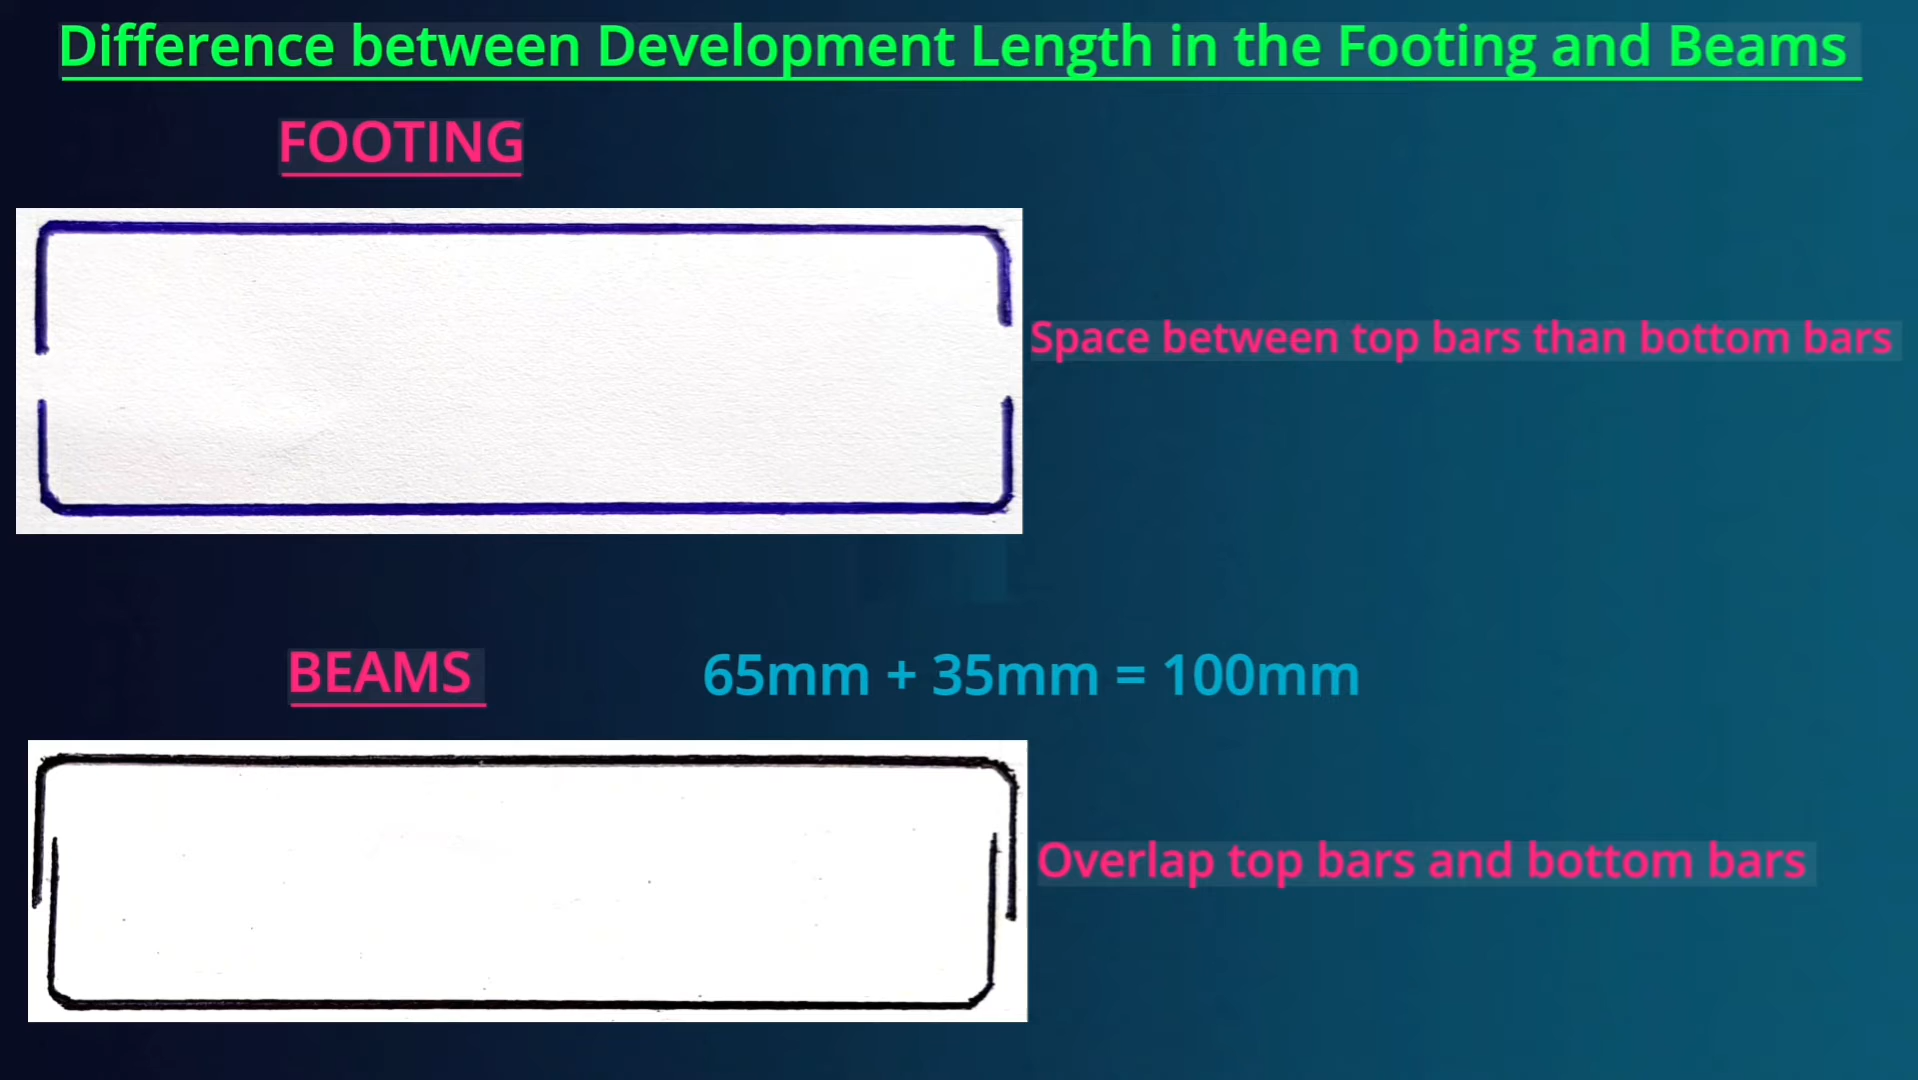 Difference between Development Length in the Footing and Beams
FOOTING
Space between top bars than bottom bars
BEAMS
65mm + 35mm = 100mm
Overlap top bars and bottom bars